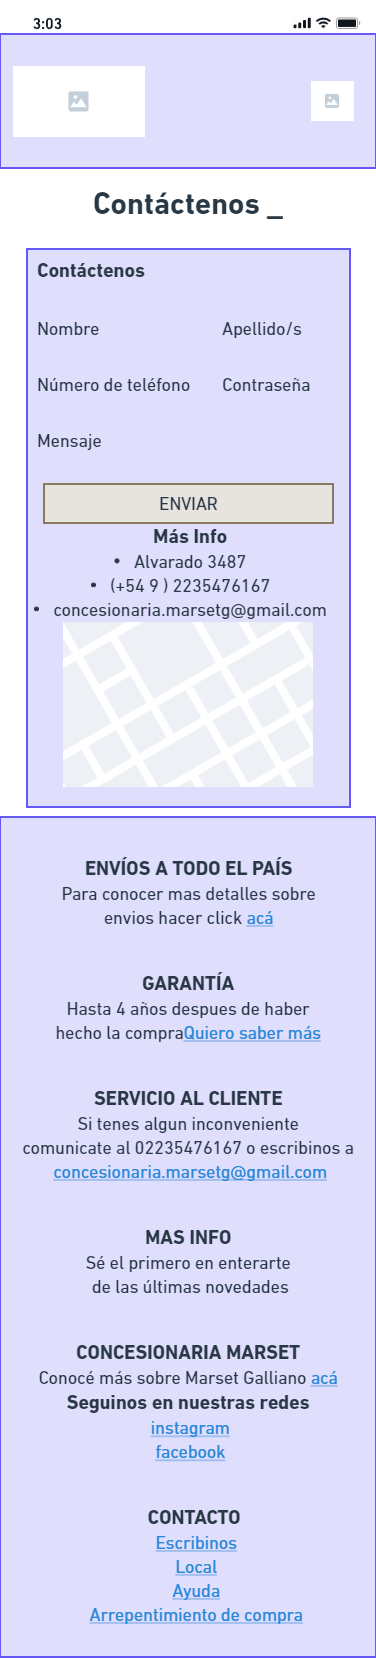 3:03
Contáctenos _
Contáctenos
Nombre Apellido/s
Número de teléfono Contraseña
Mensaje
ENVIAR
Más Info
• Alvarado 3487
• (+54 9 ) 2235476167
• concesionaria.marsetg@gmail.com
ENVÍOS A TODO EL PAÍS
Para conocer mas detalles sobre
envios hacer click acá
GARANTÍA
Hasta 4 años despues de haber
hecho la compraQuiero saber más
SERVICIO AL CLIENTE
Si tenes algun inconveniente
comunicate al 02235476167 o escribinos a
concesionaria.marsetg@gmail.com
MAS INFO
Sé el primero en enterarte
de las últimas novedades
CONCESIONARIA MARSET
Conocé más sobre Marset Galliano acá
Seguinos en nuestras redes
instagram
facebook
CONTACTO
Escribinos
Local
Ayuda
Arrepentimiento de compra